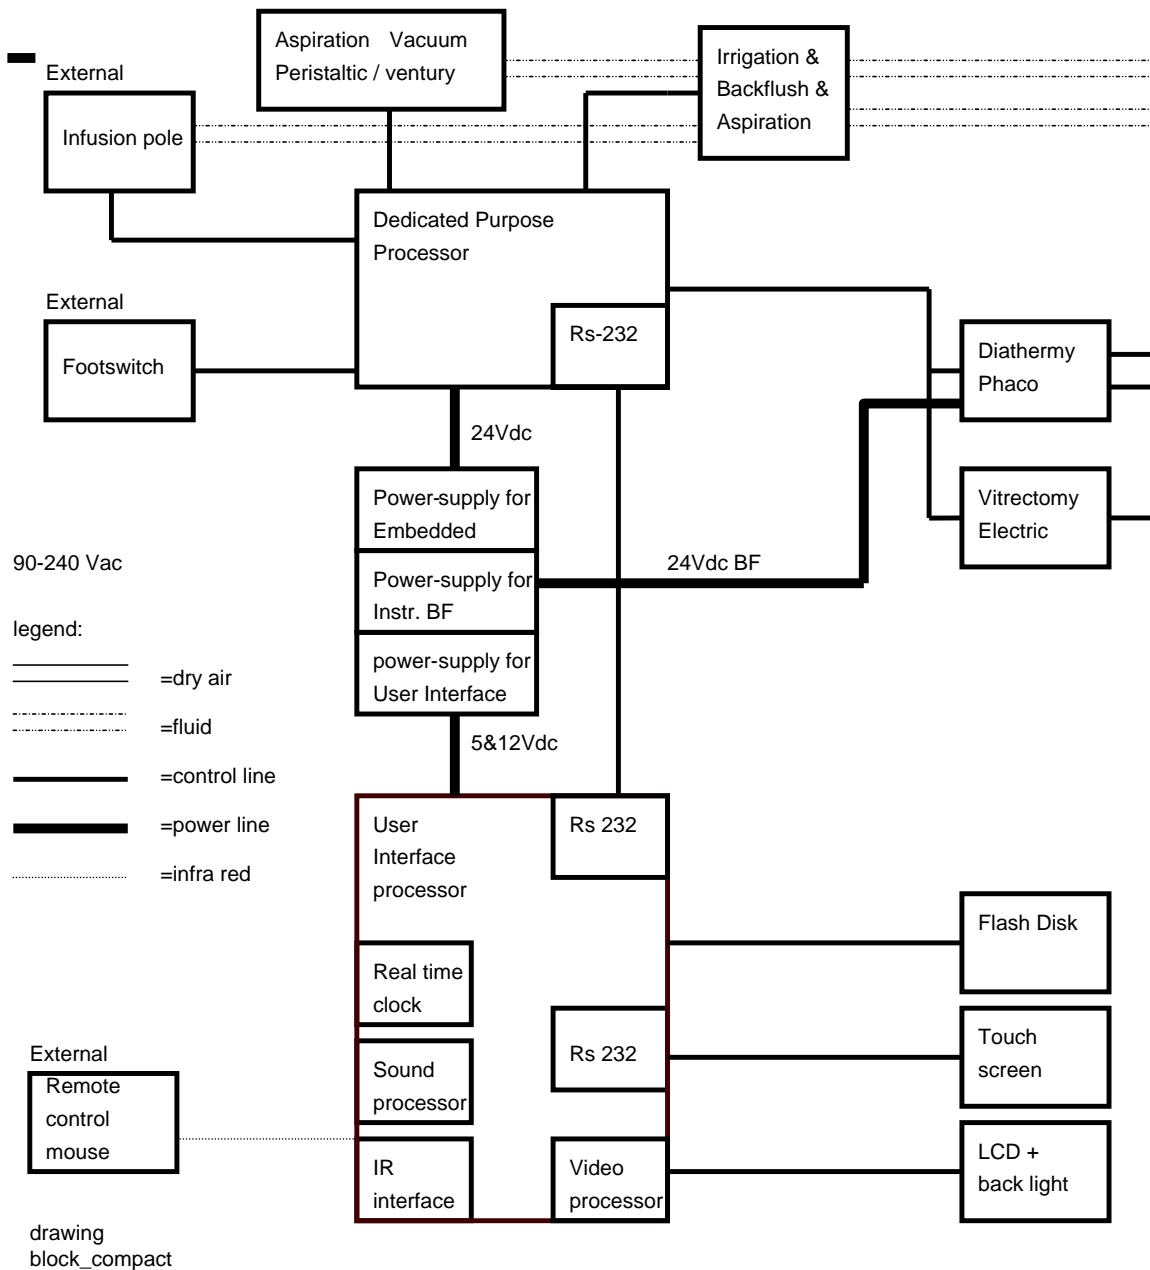 Aspiration Vacuum
Peristaltic / ventury
Irrigation &
Backflush &
Aspiration
External
Infusion pole
Dedicated Purpose
Processor
Rs-232
External
Footswitch
Diathermy
Phaco
24Vdc
Power-supply for
Embedded
Vitrectomy
Electric
90-240 Vac
Power-supply for
Instr. BF
24Vdc BF
legend:
power-supply for
User Interface
=dry air
=fluid
5&12Vdc
=control line
=power line
=infra red
User
Interface
processor
Rs 232
Flash Disk
Real time
clock
Rs 232
Touch
screen
External
Remote
control
mouse
Sound
processor
IR
interface
Video
processor
LCD +
back light
drawing
block_compact